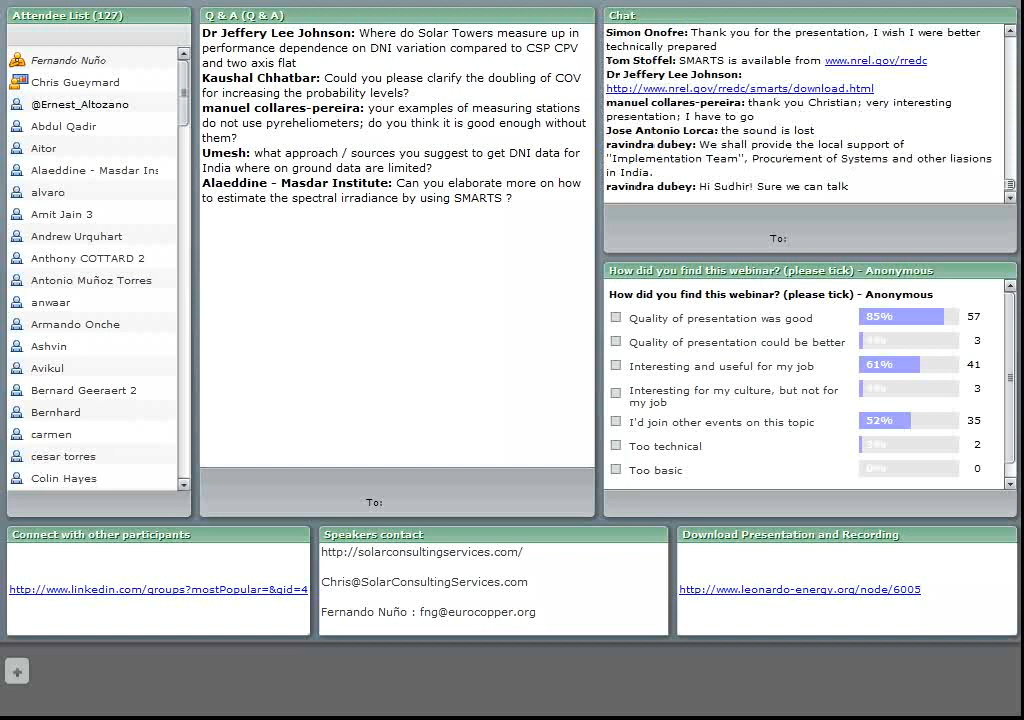 Attendee List (127)
Fernando Nuño
Chris Gueymard
@Ernest_Altozano
Abdul Qadir
Aitor
Alaeddine - Masdar Ins
alvaro
Amit Jain 3
Andrew Urquhart
Anthony COTTARD 2
Antonio Muñoz Torres
anwaar
Armando Onche
Ashvin
Avikul
Bernard Geeraert 2
Bernhard
carmen
cesar torres
Colin Hayes
Q & A (Q & A)
Dr Jeffery Lee Johnson: Where do Solar Towers measure up in
performance dependence on DNI variation compared to CSP CPV
and two axis flat
Kaushal Chhatbar: Could you please clarify the doubling of COV
for increasing the probability levels?
manuel collares-pereira: your examples of measuring stations
do not use pyreheliometers; do you think it is good enough without
them?
Umesh: what approach / sources you suggest to get DNI data for
India where on ground data are limited?
Alaeddine - Masdar Institute: Can you elaborate more on how
to estimate the spectral irradiance by using SMARTS ?
To:
Chat
Simon Onofre: Thank you for the presentation, I wish I were better
technically prepared
Tom Stoffel: SMARTS is available from www.nrel.gov/rredc
Dr Jeffery Lee Johnson:
http://www.nrel.gov/rredc/smarts/download.html
manuel collares-pereira: thank you Christian; very interesting
presentation; I have to go
Jose Antonio Lorca: the sound is lost
ravindra dubey: We shall provide the local support of
"Implementation Team", Procurement of Systems and other liasions
in India.
ravindra dubey: Hi Sudhir! Sure we can talk
To:
How did you find this webinar? (please tick) - Anonymous
How did you find this webinar? (please tick) - Anonymous
Quality of presentation was good 85% 57
Quality of presentation could be better 3
Interesting and useful for my job 61% 41
Interesting for my culture, but not for
my job 3
I'd join other events on this topic 52% 35
Too technical 2
Too basic 0% 0
Connect with other participants
http://www.linkedin.com/groups?mostPopular=&gid=4
Speakers contact
http://solarconsultingservices.com/
Chris@SolarConsultingServices.com
Fernando Nuño : fng@eurocopper.org
Download Presentation and Recording
http://www.leonardo-energy.org/node/6005